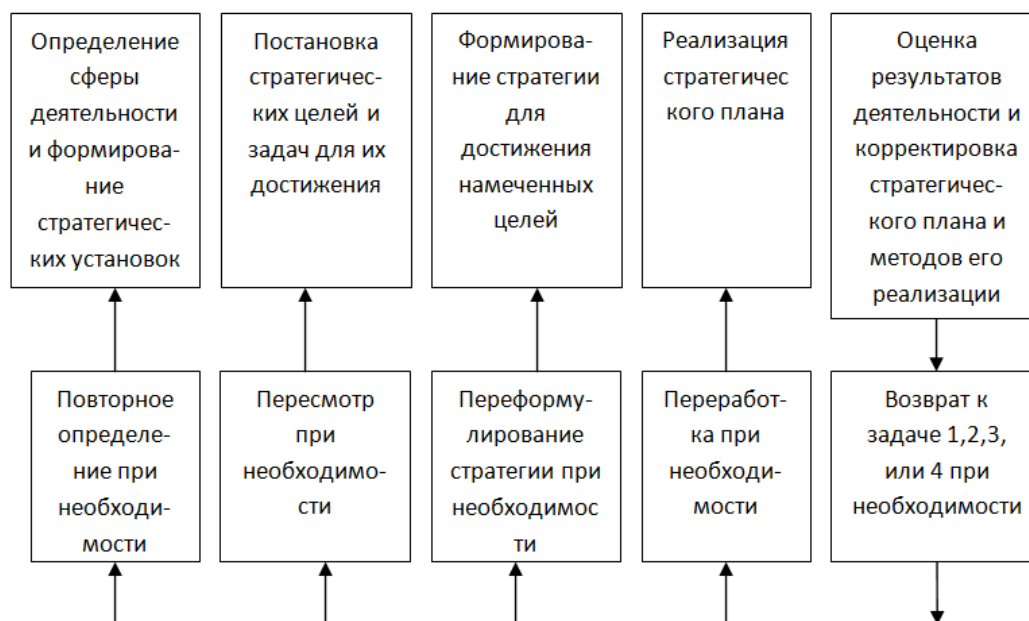 Определение
сферы
деятельности
и формирова-
ние
стратегичес-
ких установок
Постановка
стратегичес-
ких целей и
задач для их
достижения
Формирова-
ние стратегии
для
достижения
намеченных
целей
Реализация
стратегичес
кого плана
Оценка
результатов
деятельности и
корректировка
стратегичес-
кого плана и
методов его
реализации
Повторное
определе-
ние при
необходи-
мости
Пересмотр
при
необходимо-
сти
Переформу-
лирование
стратегии при
необходимос
ти
Переработ-
ка при
необходи-
мости
Возврат к
задаче 1,2,3,
или 4 при
необходимости